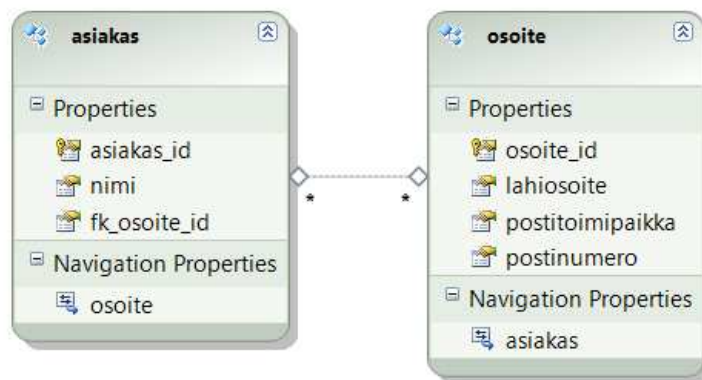 asiakas
Properties
asiakas_id
nimi
fk_osoite_id
Navigation Properties
osoite
* *
osoite
Properties
osoite_id
lahiosoite
postitoimipaikka
postinumero
Navigation Properties
asiakas